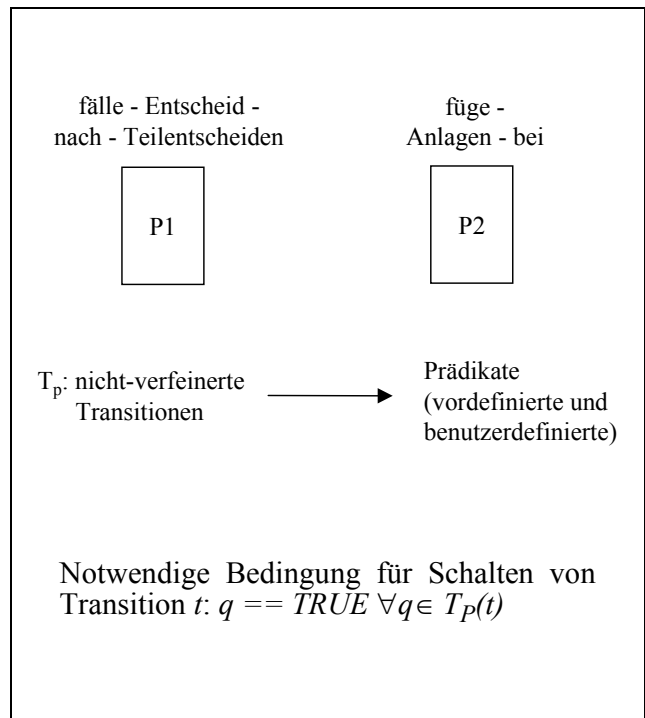 fälle - Entscheid -
nach - Teilentscheiden
füge -
Anlagen - bei
P1
P2
Tp: nicht-verfeinerte
Transitionen
Prädikate
(vordefinierte und
benutzerdefinierte)
Notwendige Bedingung für Schalten von
Transition t: q == TRUE ∀q∈ TP(t)